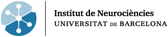 Institut de Neurociències
UNIVERSITAT DE BARCELONA